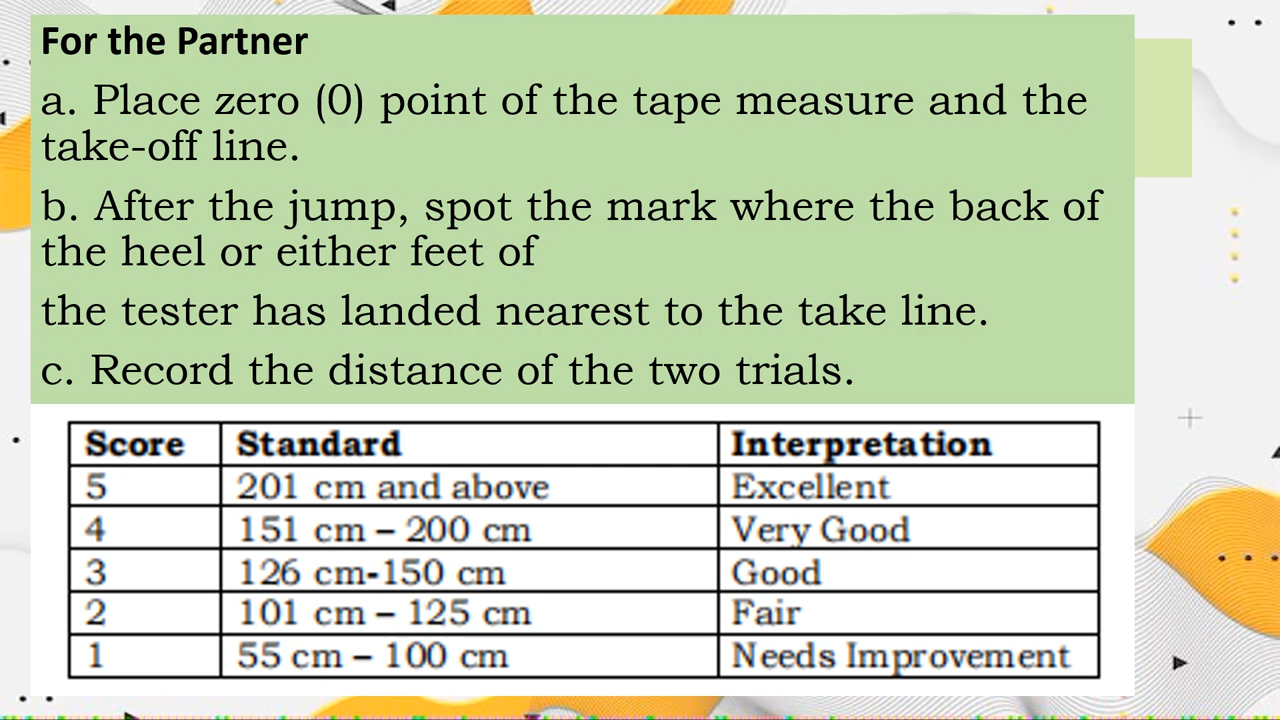 For the Partner
a. Place zero (0) point of the tape measure and the
take-off line.
b. After the jump, spot the mark where the back of
the heel or either feet of
the tester has landed nearest to the take line.
c. Record the distance of the two trials.
Score Standard Interpretation
5 201 cm and above Excellent
4 151 cm – 200 cm Very Good
3 126 cm-150 cm Good
2 101 cm – 125 cm Fair
1 55 cm – 100 cm Needs Improvement